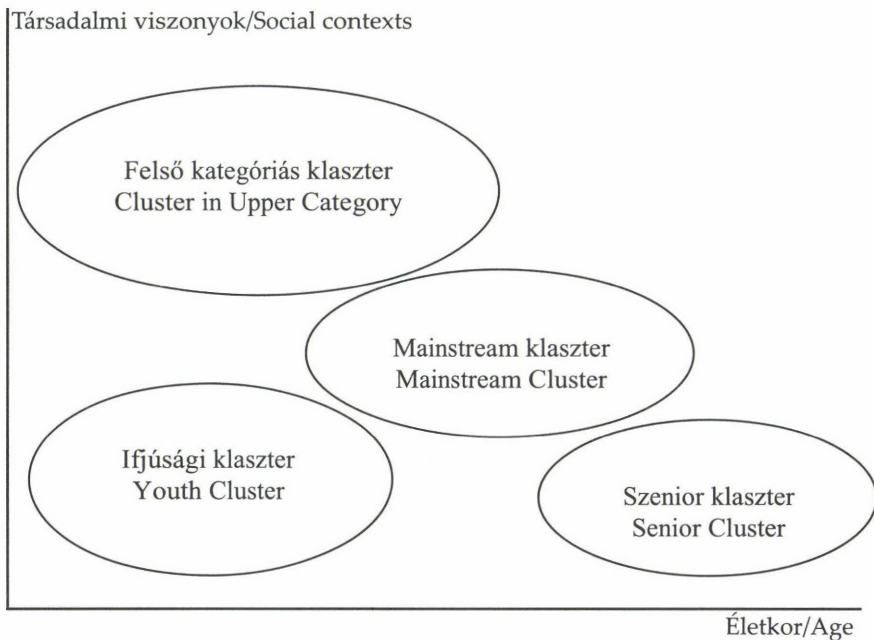 Társadalmi viszonyok/Social contexts
Felső kategóriás klaszter
Cluster in Upper Category
Mainstream klaszter
Mainstream Cluster
Ifjúsági klaszter
Youth Cluster
Szenior klaszter
Senior Cluster
Életkor/Age